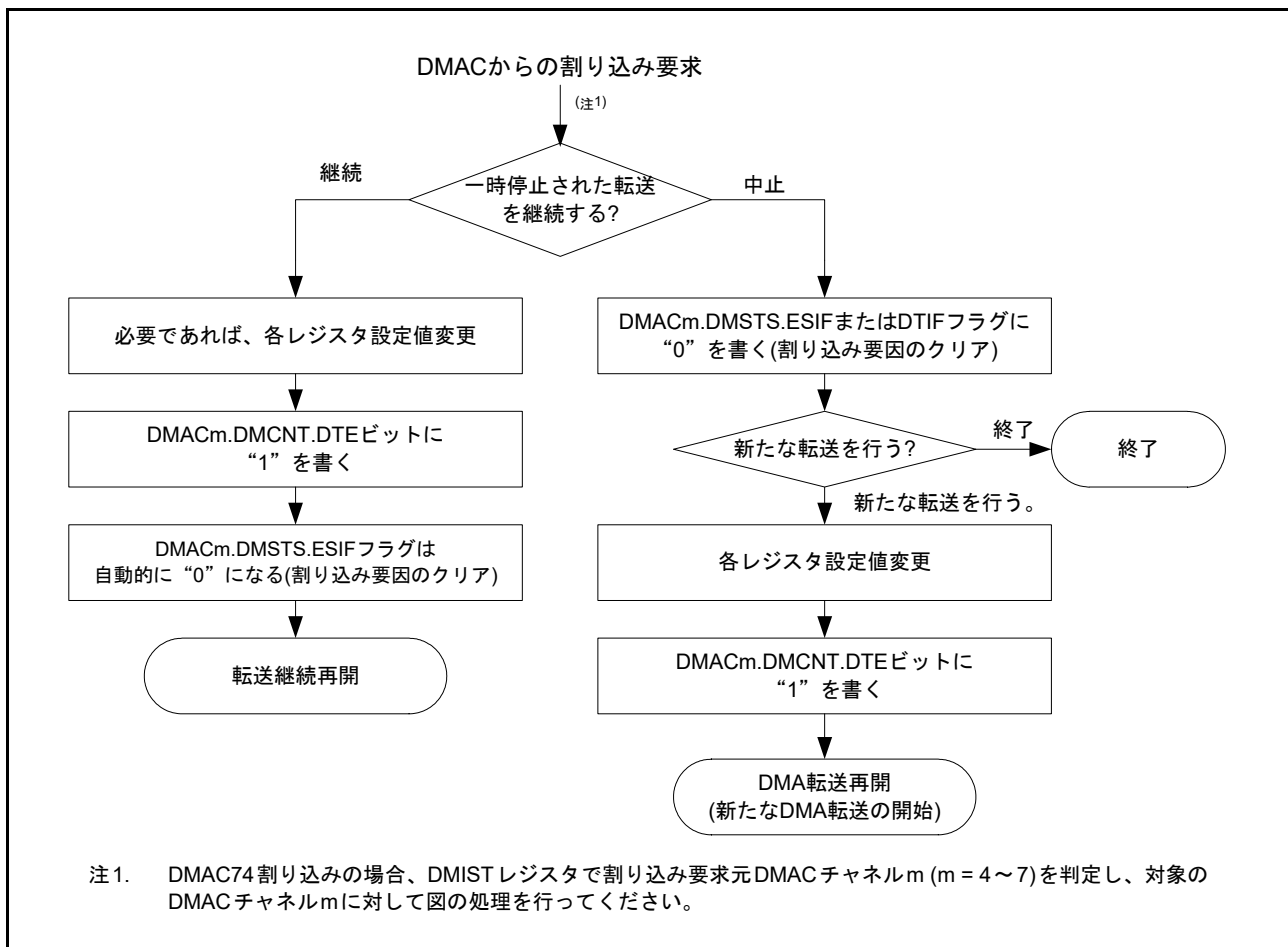 DMACからの割り込み要求
(注1)
継続
一時停止された転送
を継続する?
中止
必要であれば、各レジスタ設定値変更
DMACm.DMCNT.DTEビットに
“1”を書く
DMACm.DMSTS.ESIFフラグは
自動的に“0”になる(割り込み要因のクリア)
転送継続再開
DMACm.DMSTS.ESIFまたはDTIFフラグに
“0”を書く(割り込み要因のクリア)
新たな転送を行う?
終了
終了
新たな転送を行う。
各レジスタ設定値変更
DMACm.DMCNT.DTEビットに
“1”を書く
DMA転送再開
(新たなDMA転送の開始)
注1. DMAC74割り込みの場合、DMISTレジスタで割り込み要求元DMACチャネルm (m = 4～7)を判定し、対象の
DMACチャネルmに対して図の処理を行ってください。